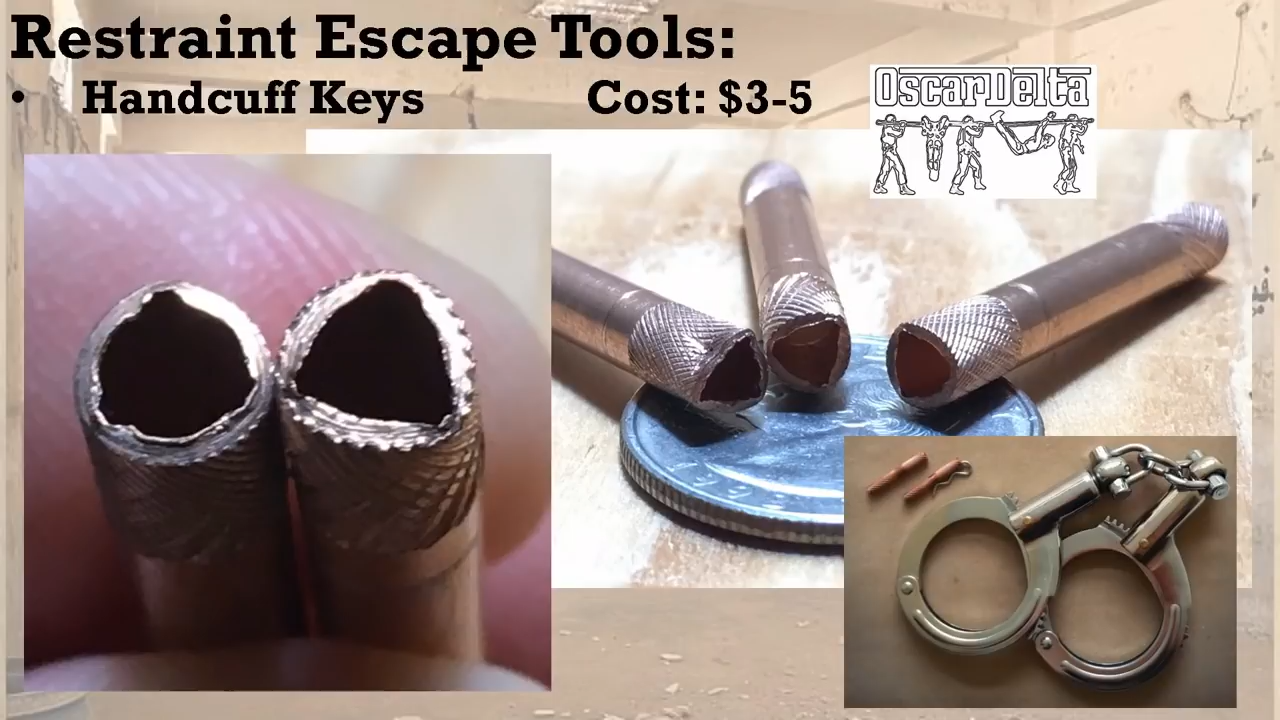 Restraint Escape Tools:
• Handcuff Keys Cost: $3-5
OscarDelta